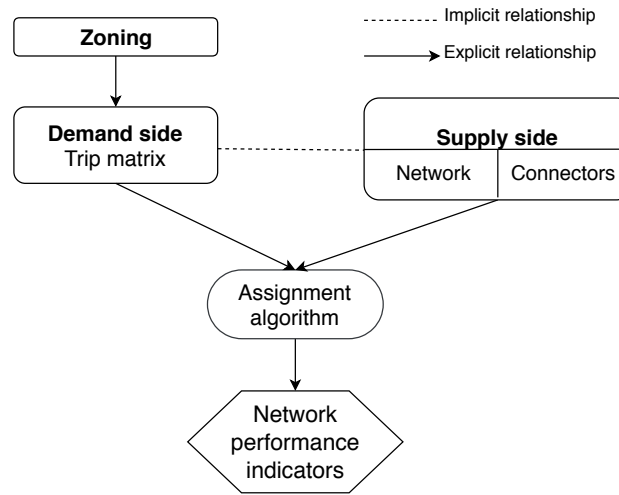 Zoning
Implicit relationship
Explicit relationship
Demand side
Trip matrix
Supply side
Network
Connectors
Assignment
algorithm
Network
performance
indicators